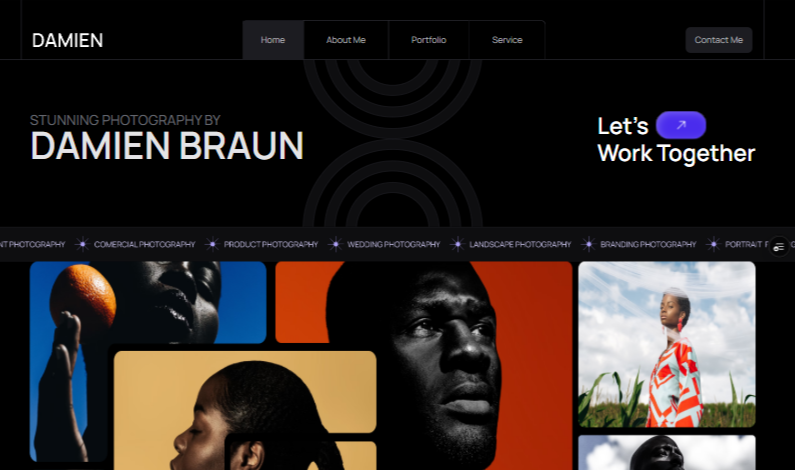 DAMIEN
Home
About Me
Portfolio
Service
Contact Me
STUNNING PHOTOGRAPHY BY
DAMIEN BRAUN
Let's
Work Together
NT PHOTOGRAPHY COMERCIAL PHOTOGRAPHY PRODUCT PHOTOGRAPHY WEDDING PHOTOGRAPHY LANDSCAPE PHOTOGRAPHY BRANDING PHOTOGRAPHY PORTRAIT